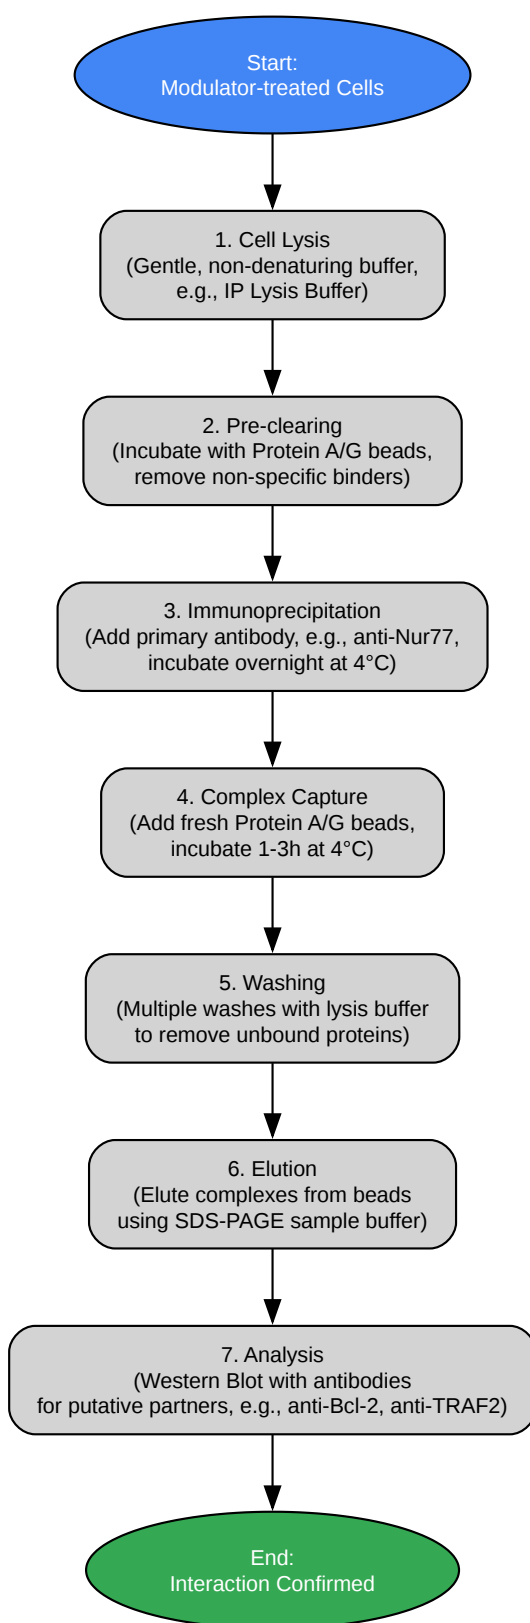 Start:
Modulator-treated Cells
1. Cell Lysis
(Gentle, non-denaturing buffer,
e.g., IP Lysis Buffer)
2. Pre-clearing
(Incubate with Protein A/G beads,
remove non-specific binders)
3. Immunoprecipitation
(Add primary antibody, e.g., anti-Nur77,
incubate overnight at 4°C)
4. Complex Capture
(Add fresh Protein A/G beads,
incubate 1-3h at 4°C)
5. Washing
(Multiple washes with lysis buffer
to remove unbound proteins)
6. Elution
(Elute complexes from beads
using SDS-PAGE sample buffer)
7. Analysis
(Western Blot with antibodies
for putative partners, e.g., anti-Bcl-2, anti-TRAF2)
End:
Interaction Confirmed